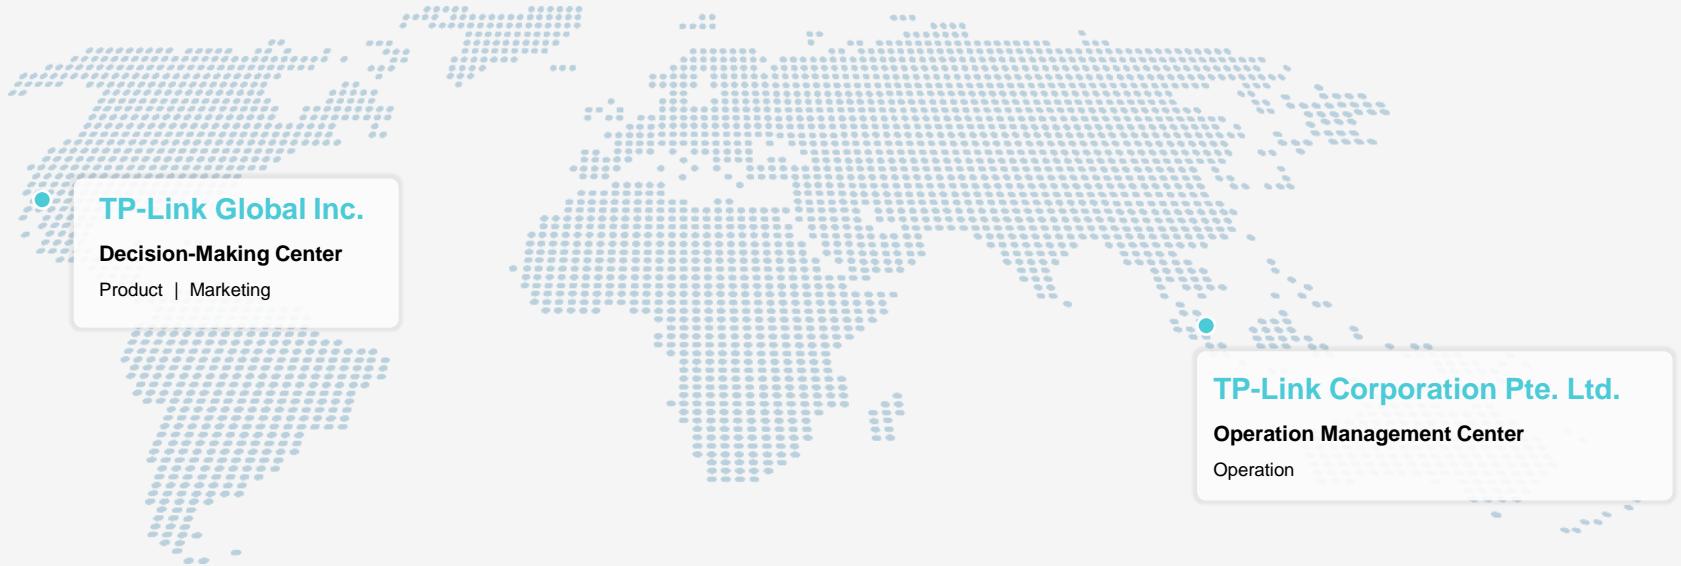 TP-Link Global Inc.
Decision-Making Center
Product | Marketing
TP-Link Corporation Pte. Ltd.
Operation Management Center
Operation